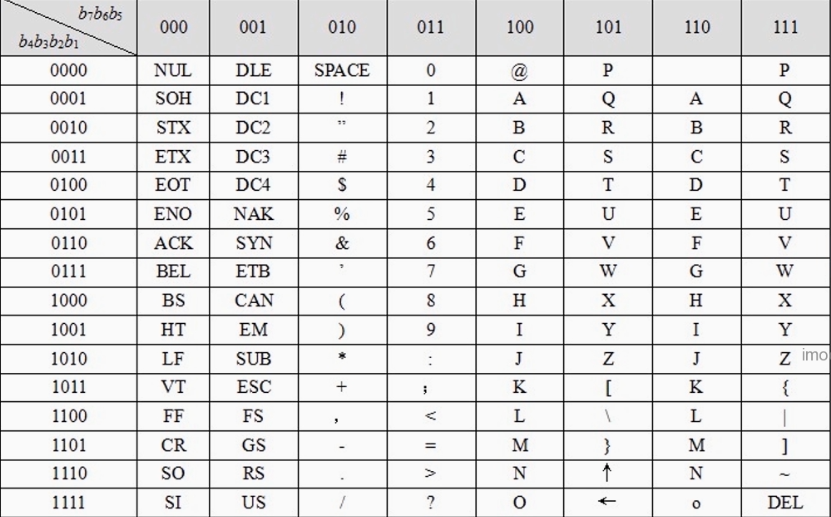 b7b6b5 000 001 010 011 100 101 110 111
b4b3b2b1
0000 NUL DLE SPACE 0 @ P P
0001 SOH DC1 ! 1 A Q A Q
0010 STX DC2 " 2 B R B R
0011 ETX DC3 # 3 C S C S
0100 EOT DC4 $ 4 D T D T
0101 ENO NAK % 5 E U E U
0110 ACK SYN & 6 F V F V
0111 BEL ETB ' 7 G W G W
1000 BS CAN ( 8 H X H X
1001 HT EM ) 9 I Y I Y
1010 LF SUB * : J Z J Z imo
1011 VT ESC + ; K [ K {
1100 FF FS , < L \ L |
1101 CR GS - = M } M ]
1110 SO RS . > N ↑ N ~
1111 SI US / ? O ← o DEL